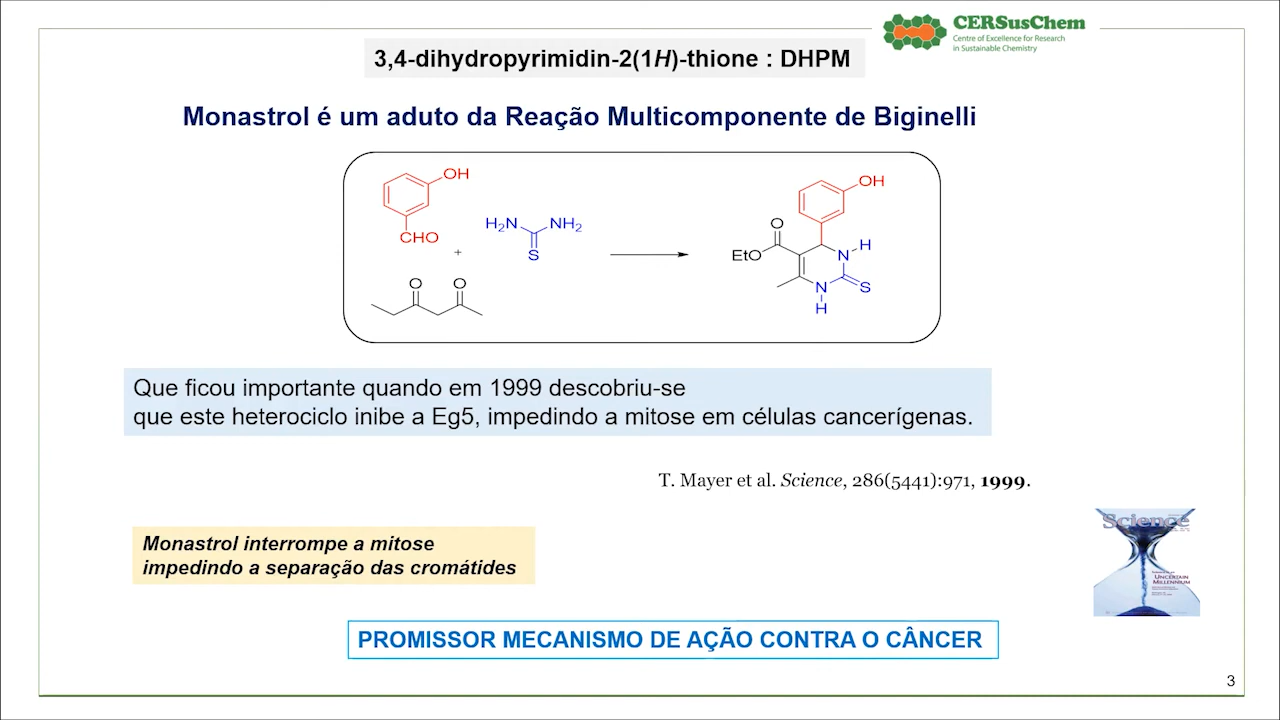 CERSusChem
Centre of Excellence for Research
in Sustainable Chemistry
3,4-dihydropyrimidin-2(1H)-thione : DHPM
Monastrol é um aduto da Reação Multicomponente de Biginelli
OH
CHO
+
H₂N
NH₂
S
O
O
OH
O
EtO
N
H
N
H
S
Que ficou importante quando em 1999 descobriu-se
que este heterociclo inibe a Eg5, impedindo a mitose em células cancerígenas.
T. Mayer et al. Science, 286(5441):971, 1999.
Monastrol interrompe a mitose
impedindo a separação das cromátides
Science
UNCERTAIN
MILLENNIUM
PROMISSOR MECANISMO DE AÇÃO CONTRA O CÂNCER
3